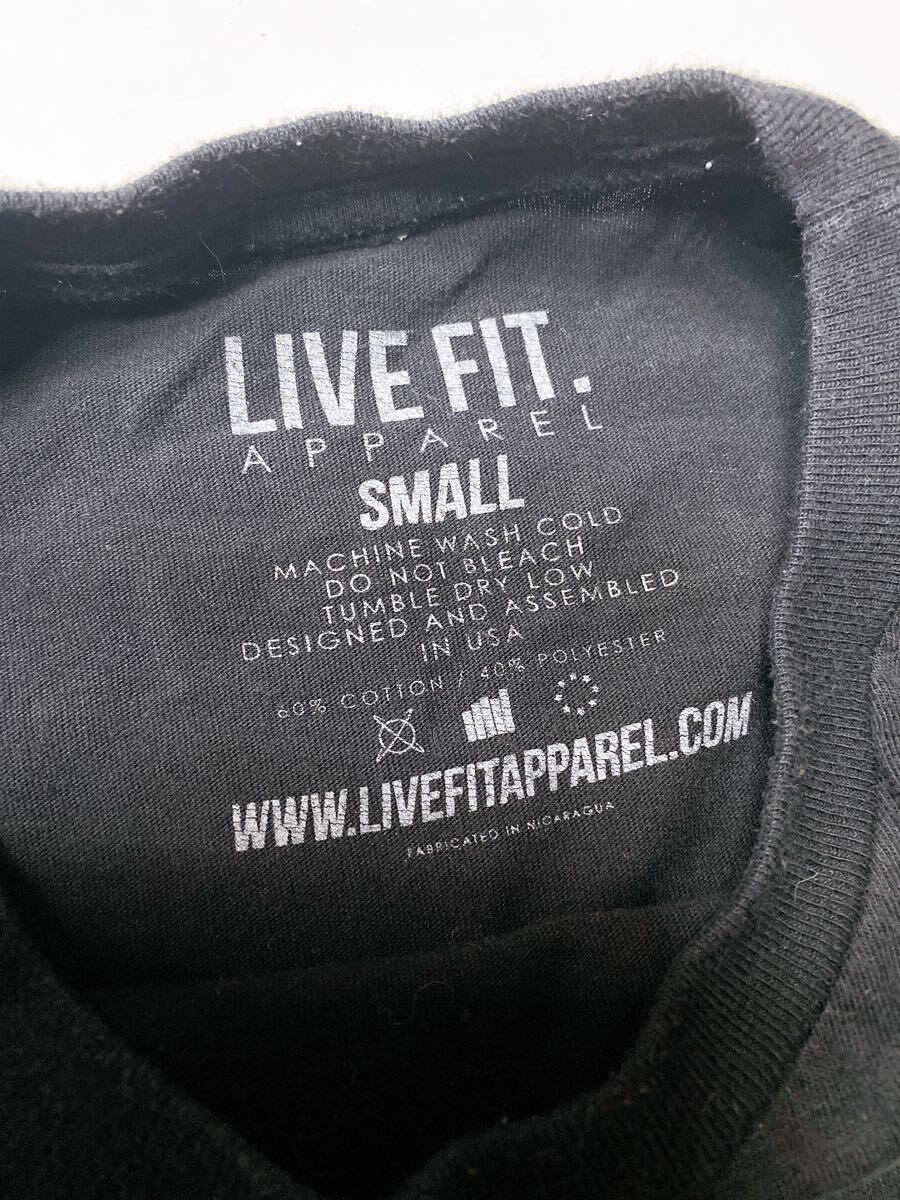 LIVE FIT.
APPAREL
SMALL
MACHINE WASH COLD
DO NOT BLEACH
TUMBLE DRY LOW
DESIGNED AND ASSEMBLED
IN USA
60% COTTON / 40% POLYESTER
WWW.LIVEFITAPPAREL.COM
FABRICATED IN NICARAGUA